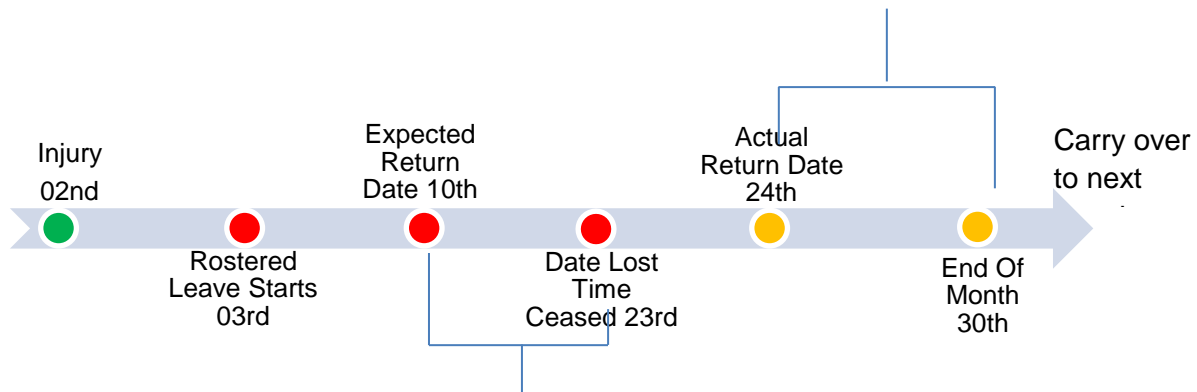 Injury
02nd
Expected
Return
Date 10th
Actual
Return Date
24th
Carry over
to next
Rostered
Leave Starts
03rd
Date Lost
Time
Ceased 23rd
End Of
Month
30th